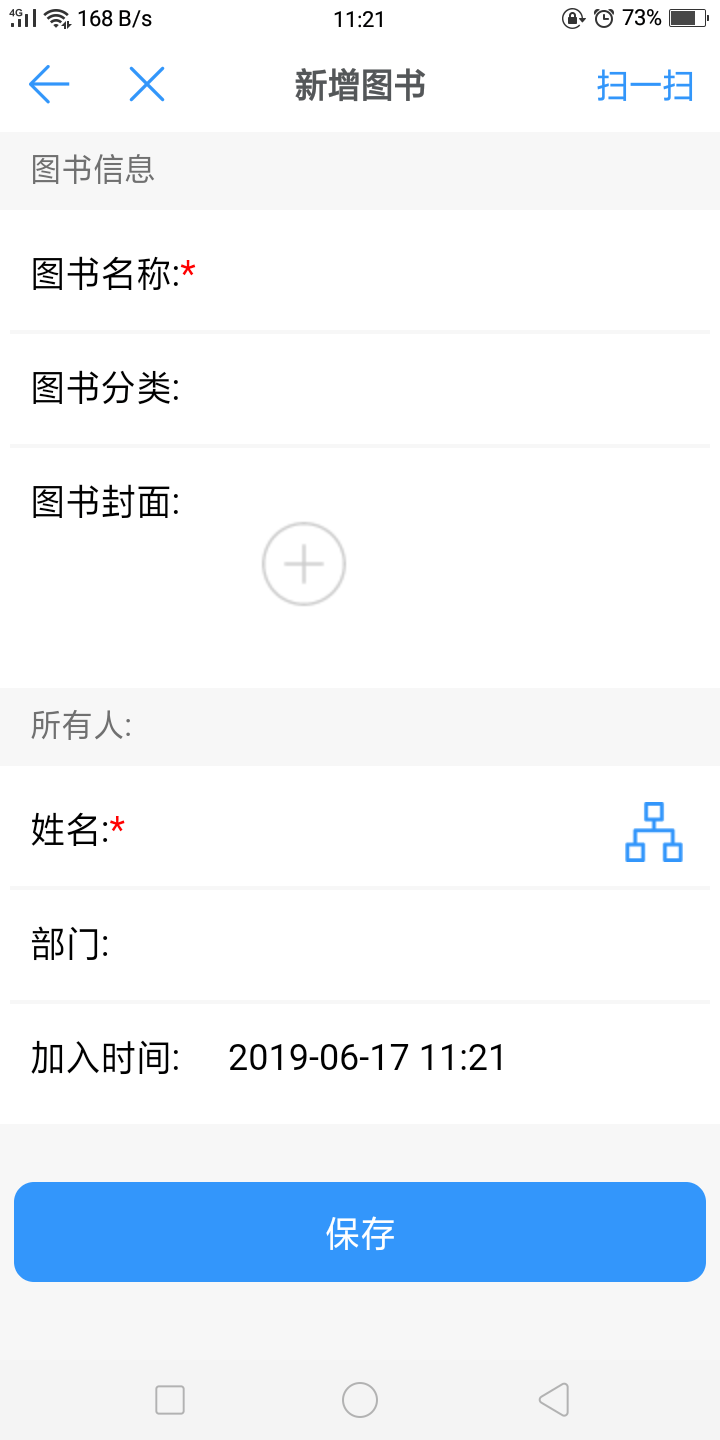 4G 168 B/s 11:21 73%
新增图书 扫一扫
图书信息
图书名称:*
图书分类:
图书封面:
所有人:
姓名:*
部门:
加入时间: 2019-06-17 11:21
保存